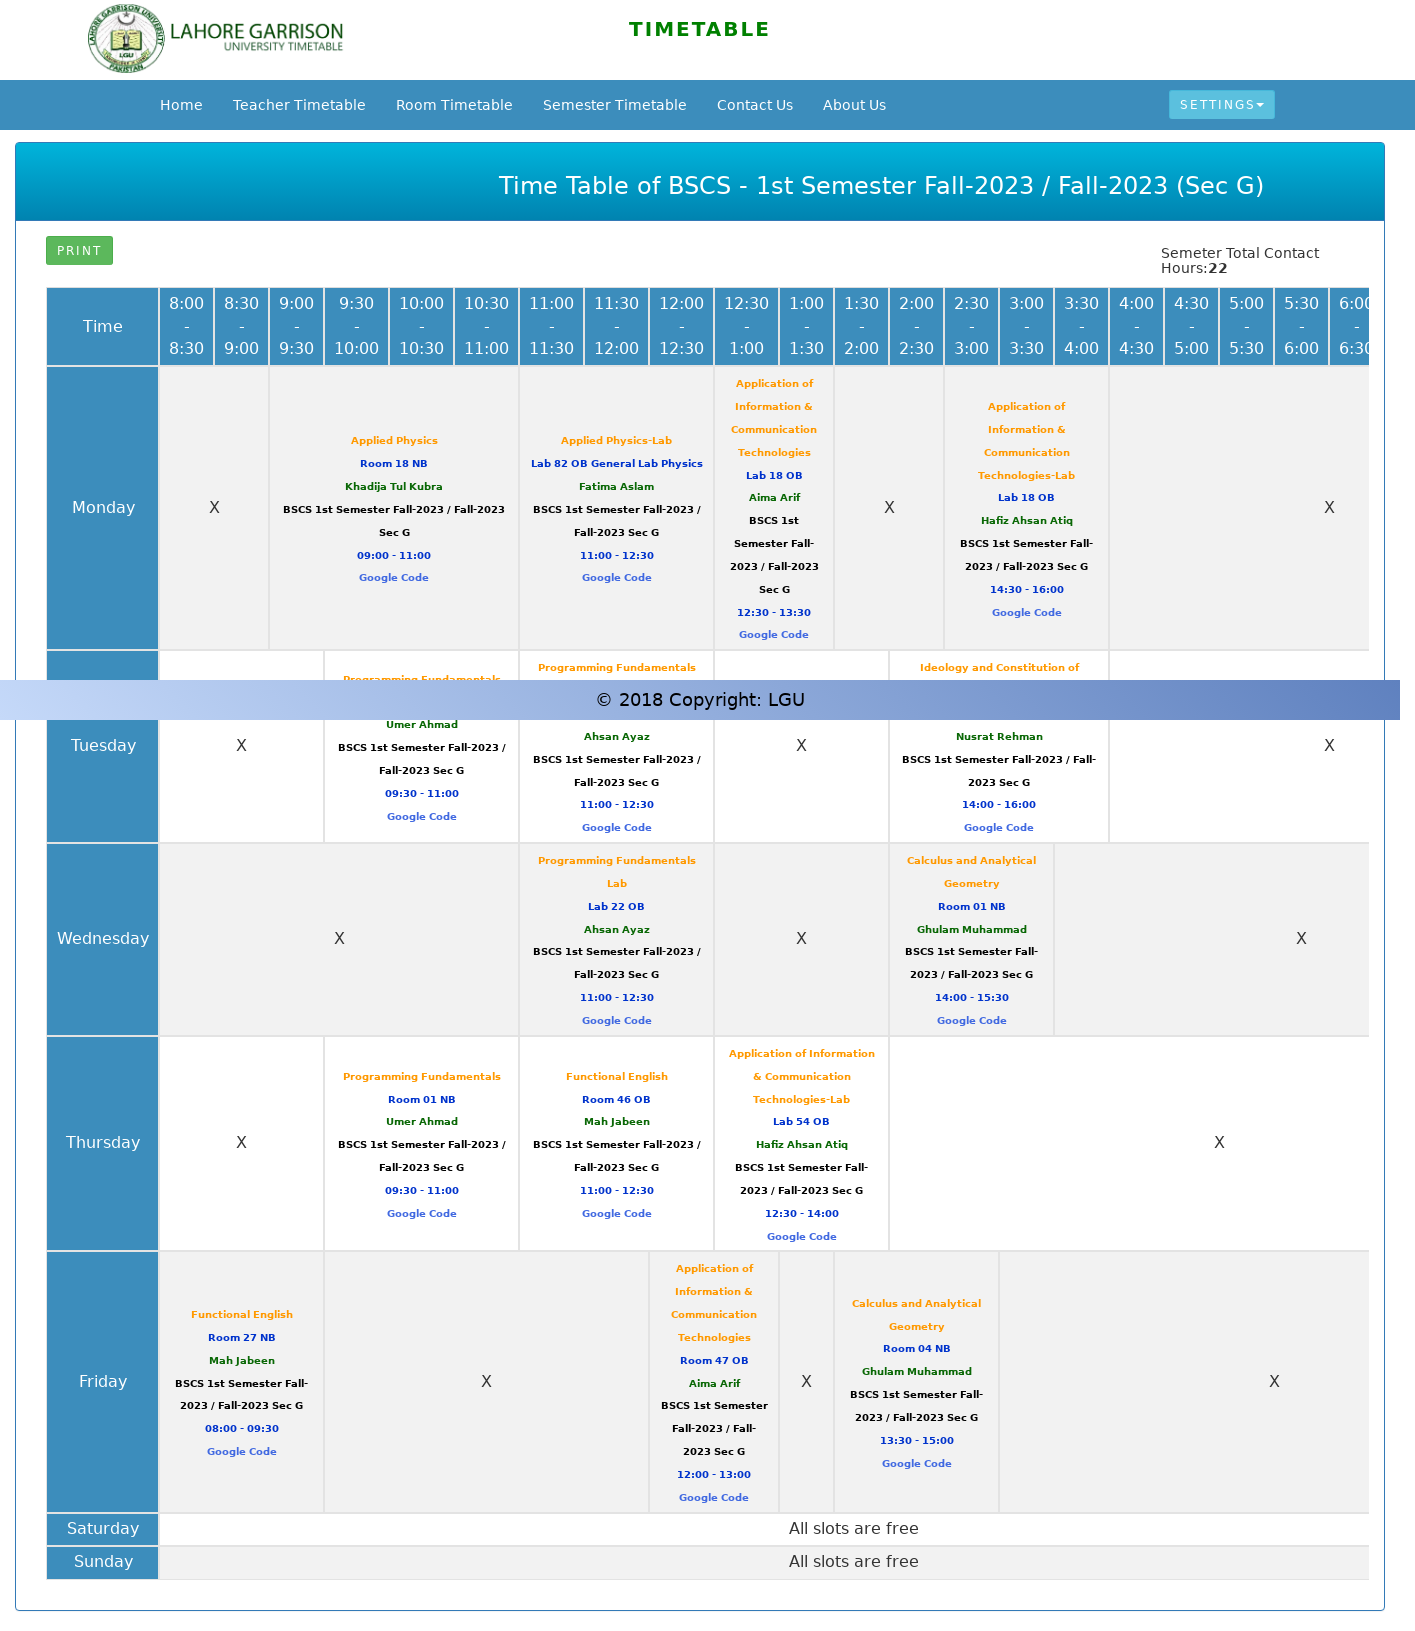 LAHORE GARRISON
UNIVERSITY TIMETABLE
TIMETABLE
Home Teacher Timetable Room Timetable Semester Timetable Contact Us About Us SETTINGS
Time Table of BSCS - 1st Semester Fall-2023 / Fall-2023 (Sec G)
PRINT
Semeter Total Contact
Hours:22
Time
8:00 - 8:30
8:30 - 9:00
9:00 - 9:30
9:30 - 10:00
10:00 - 10:30
10:30 - 11:00
11:00 - 11:30
11:30 - 12:00
12:00 - 12:30
12:30 - 1:00
1:00 - 1:30
1:30 - 2:00
2:00 - 2:30
2:30 - 3:00
3:00 - 3:30
3:30 - 4:00
4:00 - 4:30
4:30 - 5:00
5:00 - 5:30
5:30 - 6:00
Monday
X
Applied Physics
Room 18 NB
Khadija Tul Kubra
BSCS 1st Semester Fall-2023 / Fall-2023
Sec G
09:00 - 11:00
Google Code
Applied Physics-Lab
Lab 82 OB General Lab Physics
Fatima Aslam
BSCS 1st Semester Fall-2023 /
Fall-2023 Sec G
11:00 - 12:30
Google Code
Application of
Information &
Communication
Technologies
Lab 18 OB
Aima Arif
BSCS 1st
Semester Fall-
2023 / Fall-2023
Sec G
12:30 - 13:30
Google Code
X
Application of
Information &
Communication
Technologies-Lab
Lab 18 OB
Hafiz Ahsan Atiq
BSCS 1st Semester Fall-
2023 / Fall-2023 Sec G
14:30 - 16:00
Google Code
X
Tuesday
X
Programming Fundamentals
Umer Ahmad
BSCS 1st Semester Fall-2023 /
Fall-2023 Sec G
09:30 - 11:00
Google Code
Programming Fundamentals
Ahsan Ayaz
BSCS 1st Semester Fall-2023 /
Fall-2023 Sec G
11:00 - 12:30
Google Code
X
Ideology and Constitution of
Nusrat Rehman
BSCS 1st Semester Fall-2023 / Fall-
2023 Sec G
14:00 - 16:00
Google Code
X
© 2018 Copyright: LGU
Wednesday
X
Programming Fundamentals
Lab
Lab 22 OB
Ahsan Ayaz
BSCS 1st Semester Fall-2023 /
Fall-2023 Sec G
11:00 - 12:30
Google Code
X
Calculus and Analytical
Geometry
Room 01 NB
Ghulam Muhammad
BSCS 1st Semester Fall-
2023 / Fall-2023 Sec G
14:00 - 15:30
Google Code
X
Thursday
X
Programming Fundamentals
Room 01 NB
Umer Ahmad
BSCS 1st Semester Fall-2023 /
Fall-2023 Sec G
09:30 - 11:00
Google Code
Functional English
Room 46 OB
Mah Jabeen
BSCS 1st Semester Fall-2023 /
Fall-2023 Sec G
11:00 - 12:30
Google Code
Application of Information
& Communication
Technologies-Lab
Lab 54 OB
Hafiz Ahsan Atiq
BSCS 1st Semester Fall-
2023 / Fall-2023 Sec G
12:30 - 14:00
Google Code
X
Friday
Functional English
Room 27 NB
Mah Jabeen
BSCS 1st Semester Fall-
2023 / Fall-2023 Sec G
08:00 - 09:30
Google Code
X
Application of
Information &
Communication
Technologies
Room 47 OB
Aima Arif
BSCS 1st Semester
Fall-2023 / Fall-
2023 Sec G
12:00 - 13:00
Google Code
X
Calculus and Analytical
Geometry
Room 04 NB
Ghulam Muhammad
BSCS 1st Semester Fall-
2023 / Fall-2023 Sec G
13:30 - 15:00
Google Code
X
Saturday
All slots are free
Sunday
All slots are free